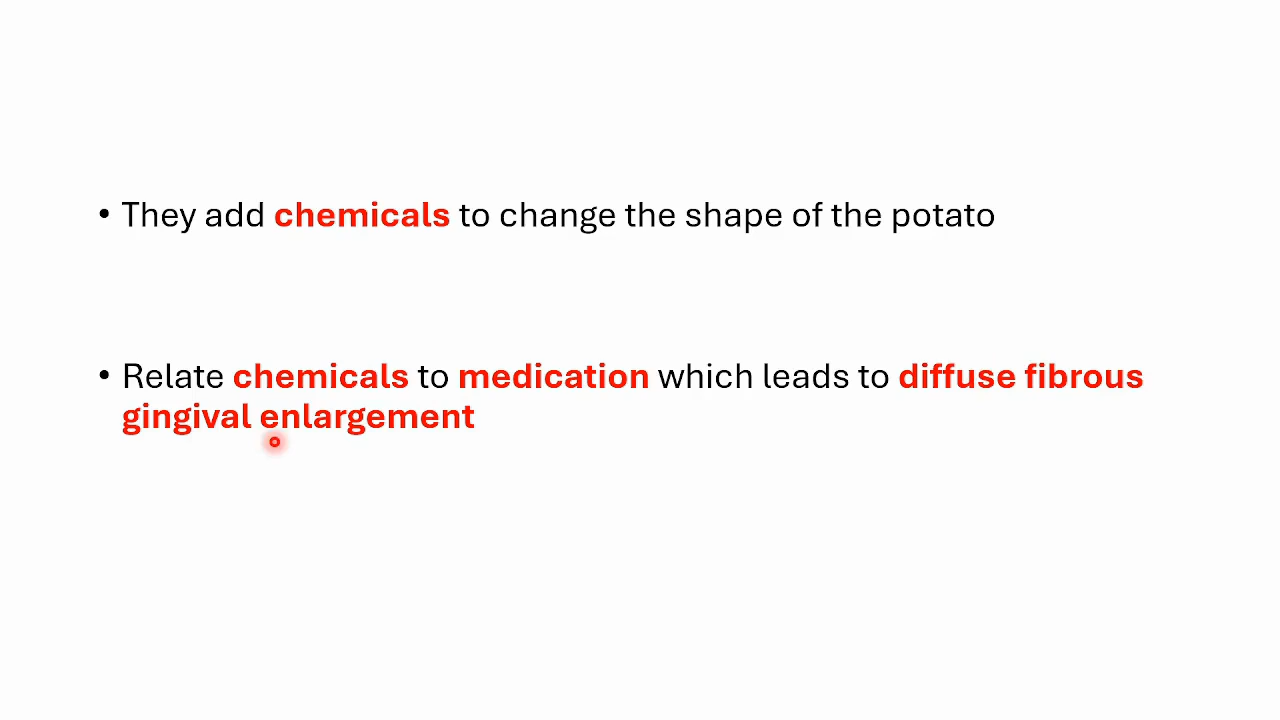 • They add chemicals to change the shape of the potato
• Relate chemicals to medication which leads to diffuse fibrous
gingival enlargement